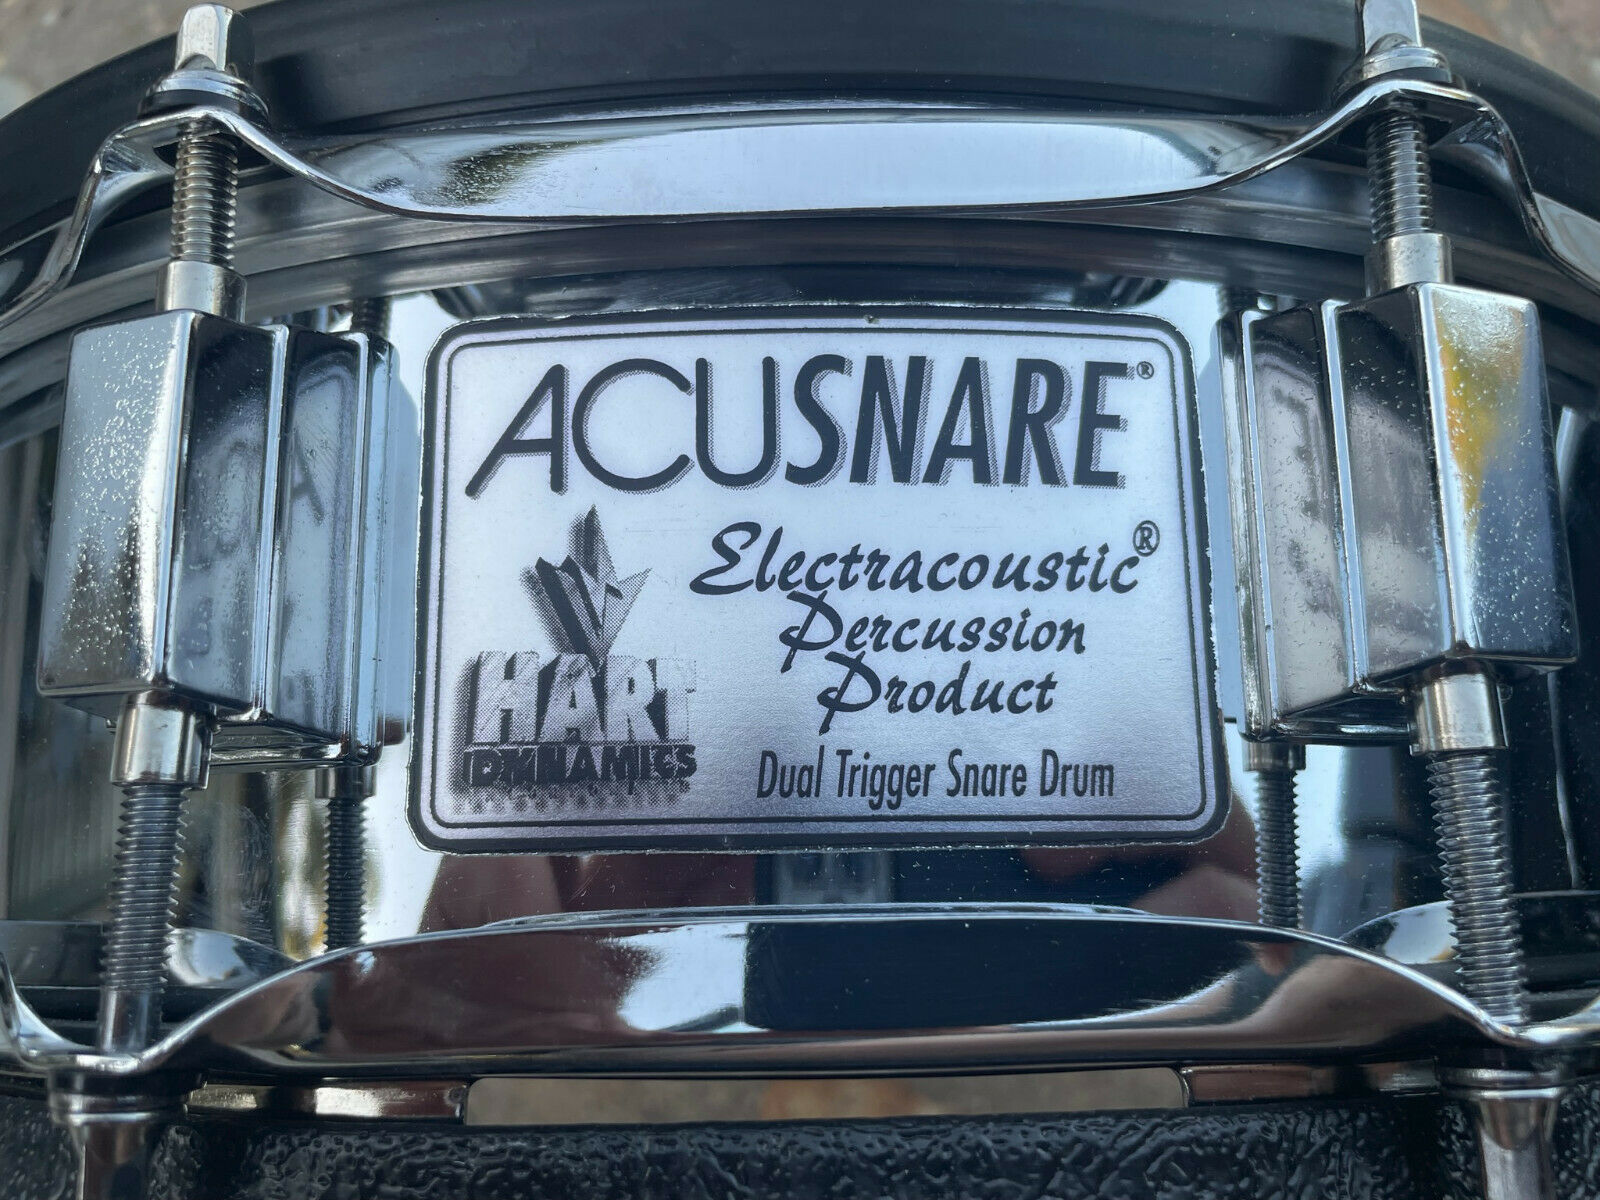 ACUSNARE®
Electracoustic®
Percussion
Product
HART
DYNAMICS
Dual Trigger Snare Drum